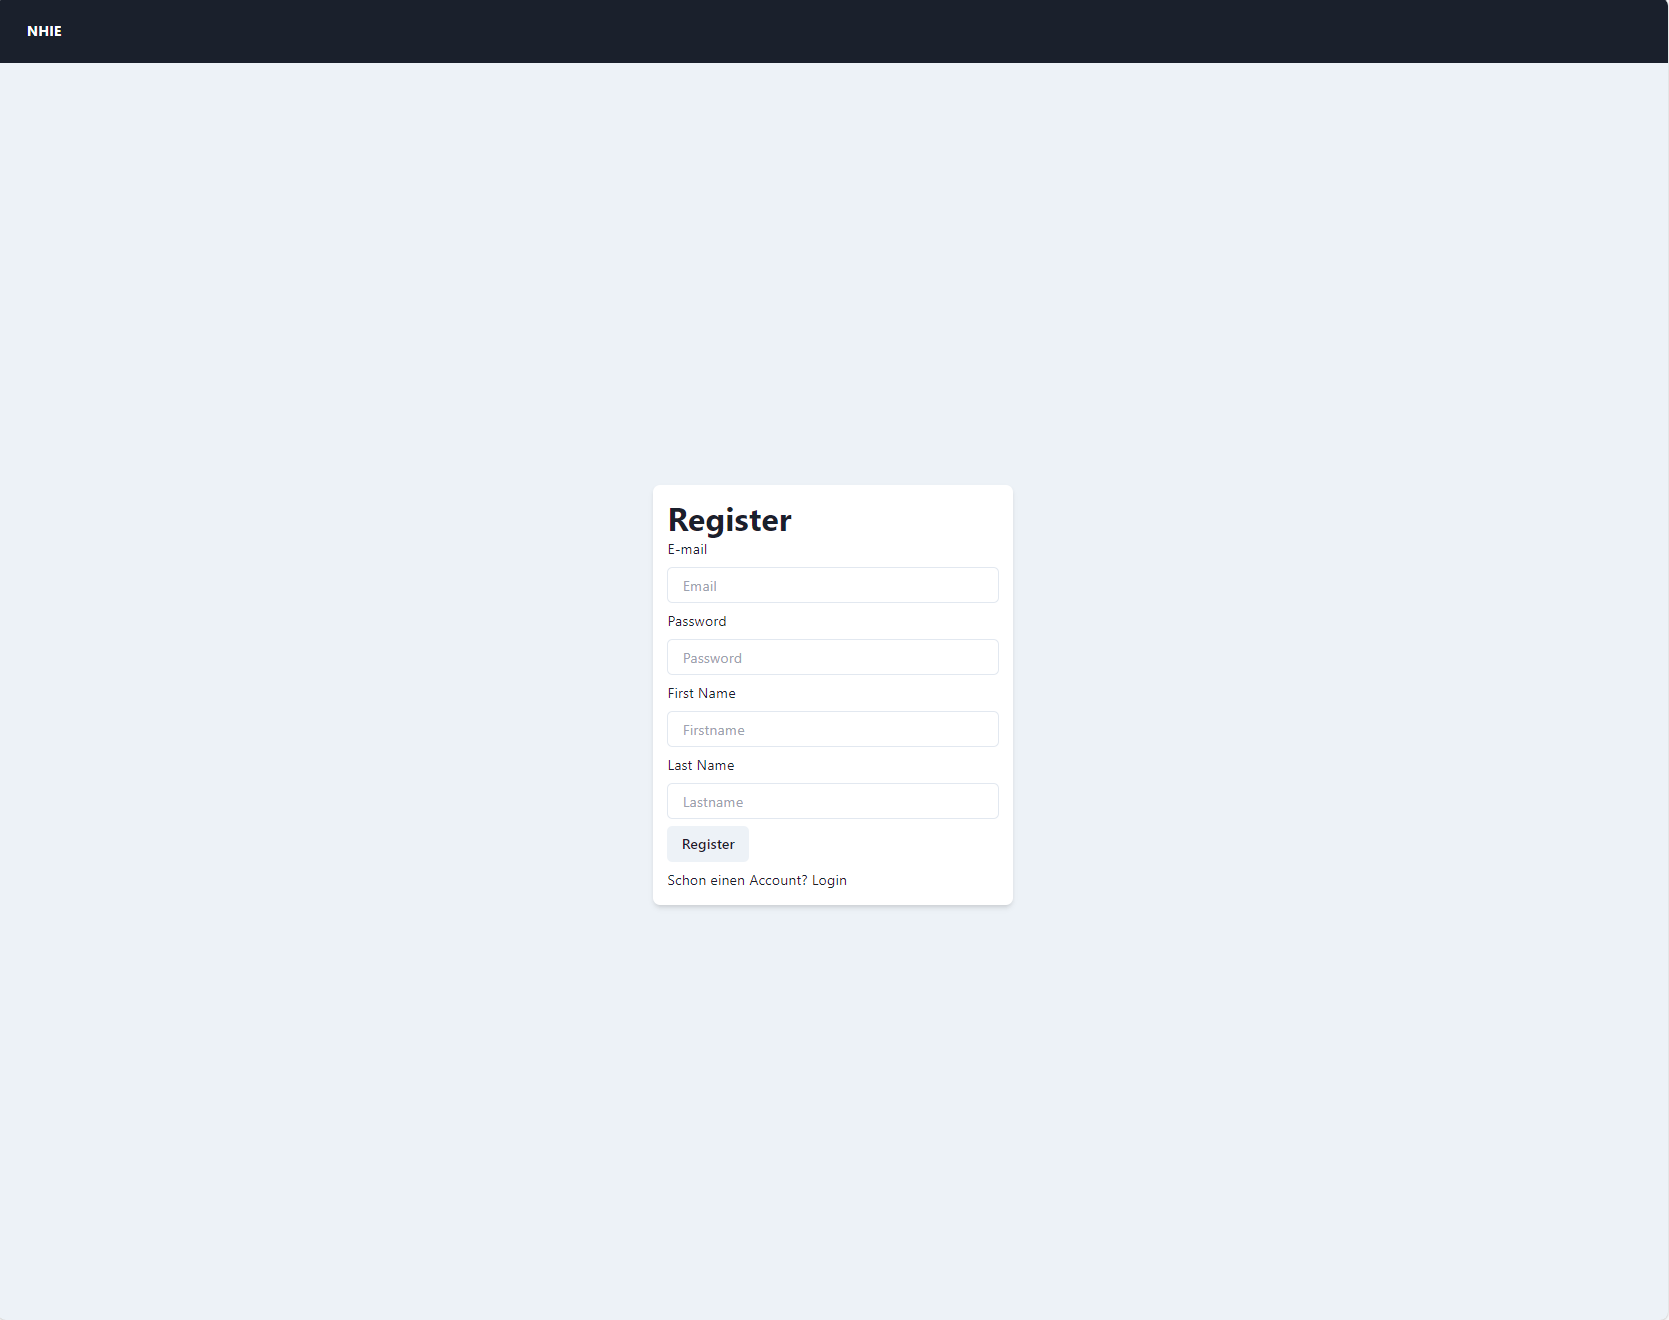 NHIE
Register
E-mail
Email
Password
Password
First Name
Firstname
Last Name
Lastname
Register
Schon einen Account? Login